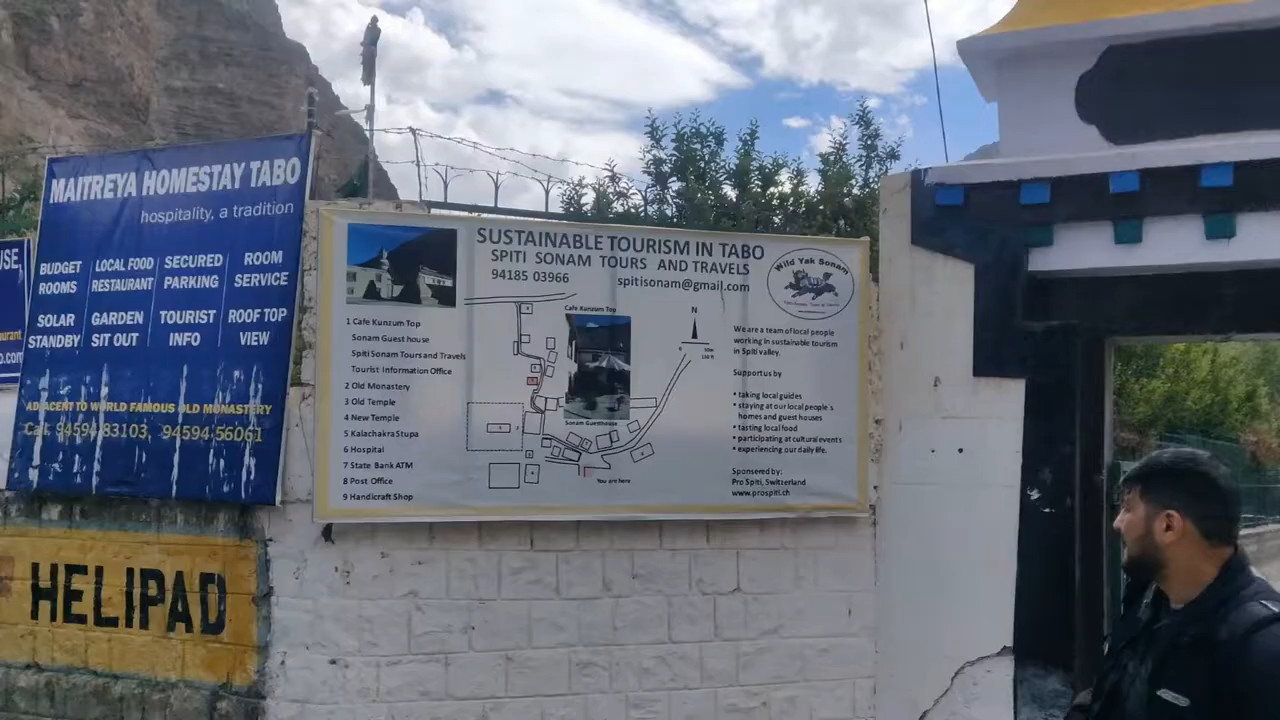 MAITREYA HOMESTAY TABO
hospitality, a tradition
BUDGET ROOMS
LOCAL FOOD RESTAURANT
SECURED PARKING
ROOM SERVICE
SOLAR STANDBY
GARDEN SIT OUT
TOURIST INFO
ROOF TOP VIEW
ADJACENT TO WORLD FAMOUS OLD MONASTERY
Call. 94594 83103, 94594 56061
HELIPAD
SUSTAINABLE TOURISM IN TABO
SPITI SONAM TOURS AND TRAVELS
94185 03966 spitisonam@gmail.com
Wild Yak Sonam
1 Cafe Kunzum Top
Sonam Guest house
Spiti Sonam Tours and Travels
Tourist Information Office
2 Old Monastery
3 Old Temple
4 New Temple
5 Kalachakra Stupa
6 Hospital
7 State Bank ATM
8 Post Office
9 Handicraft Shop
Cafe Kunzum Top
Sonam Guesthouse
You are here
N
We are a team of local people
working in sustainable tourism
in Spiti valley.
Support us by
• taking local guides
• staying at our local people's
homes and guest houses
• tasting local food
• participating at cultural events
• experiencing our daily life.
Sponsered by:
Pro Spiti, Switzerland
www.prospiti.ch